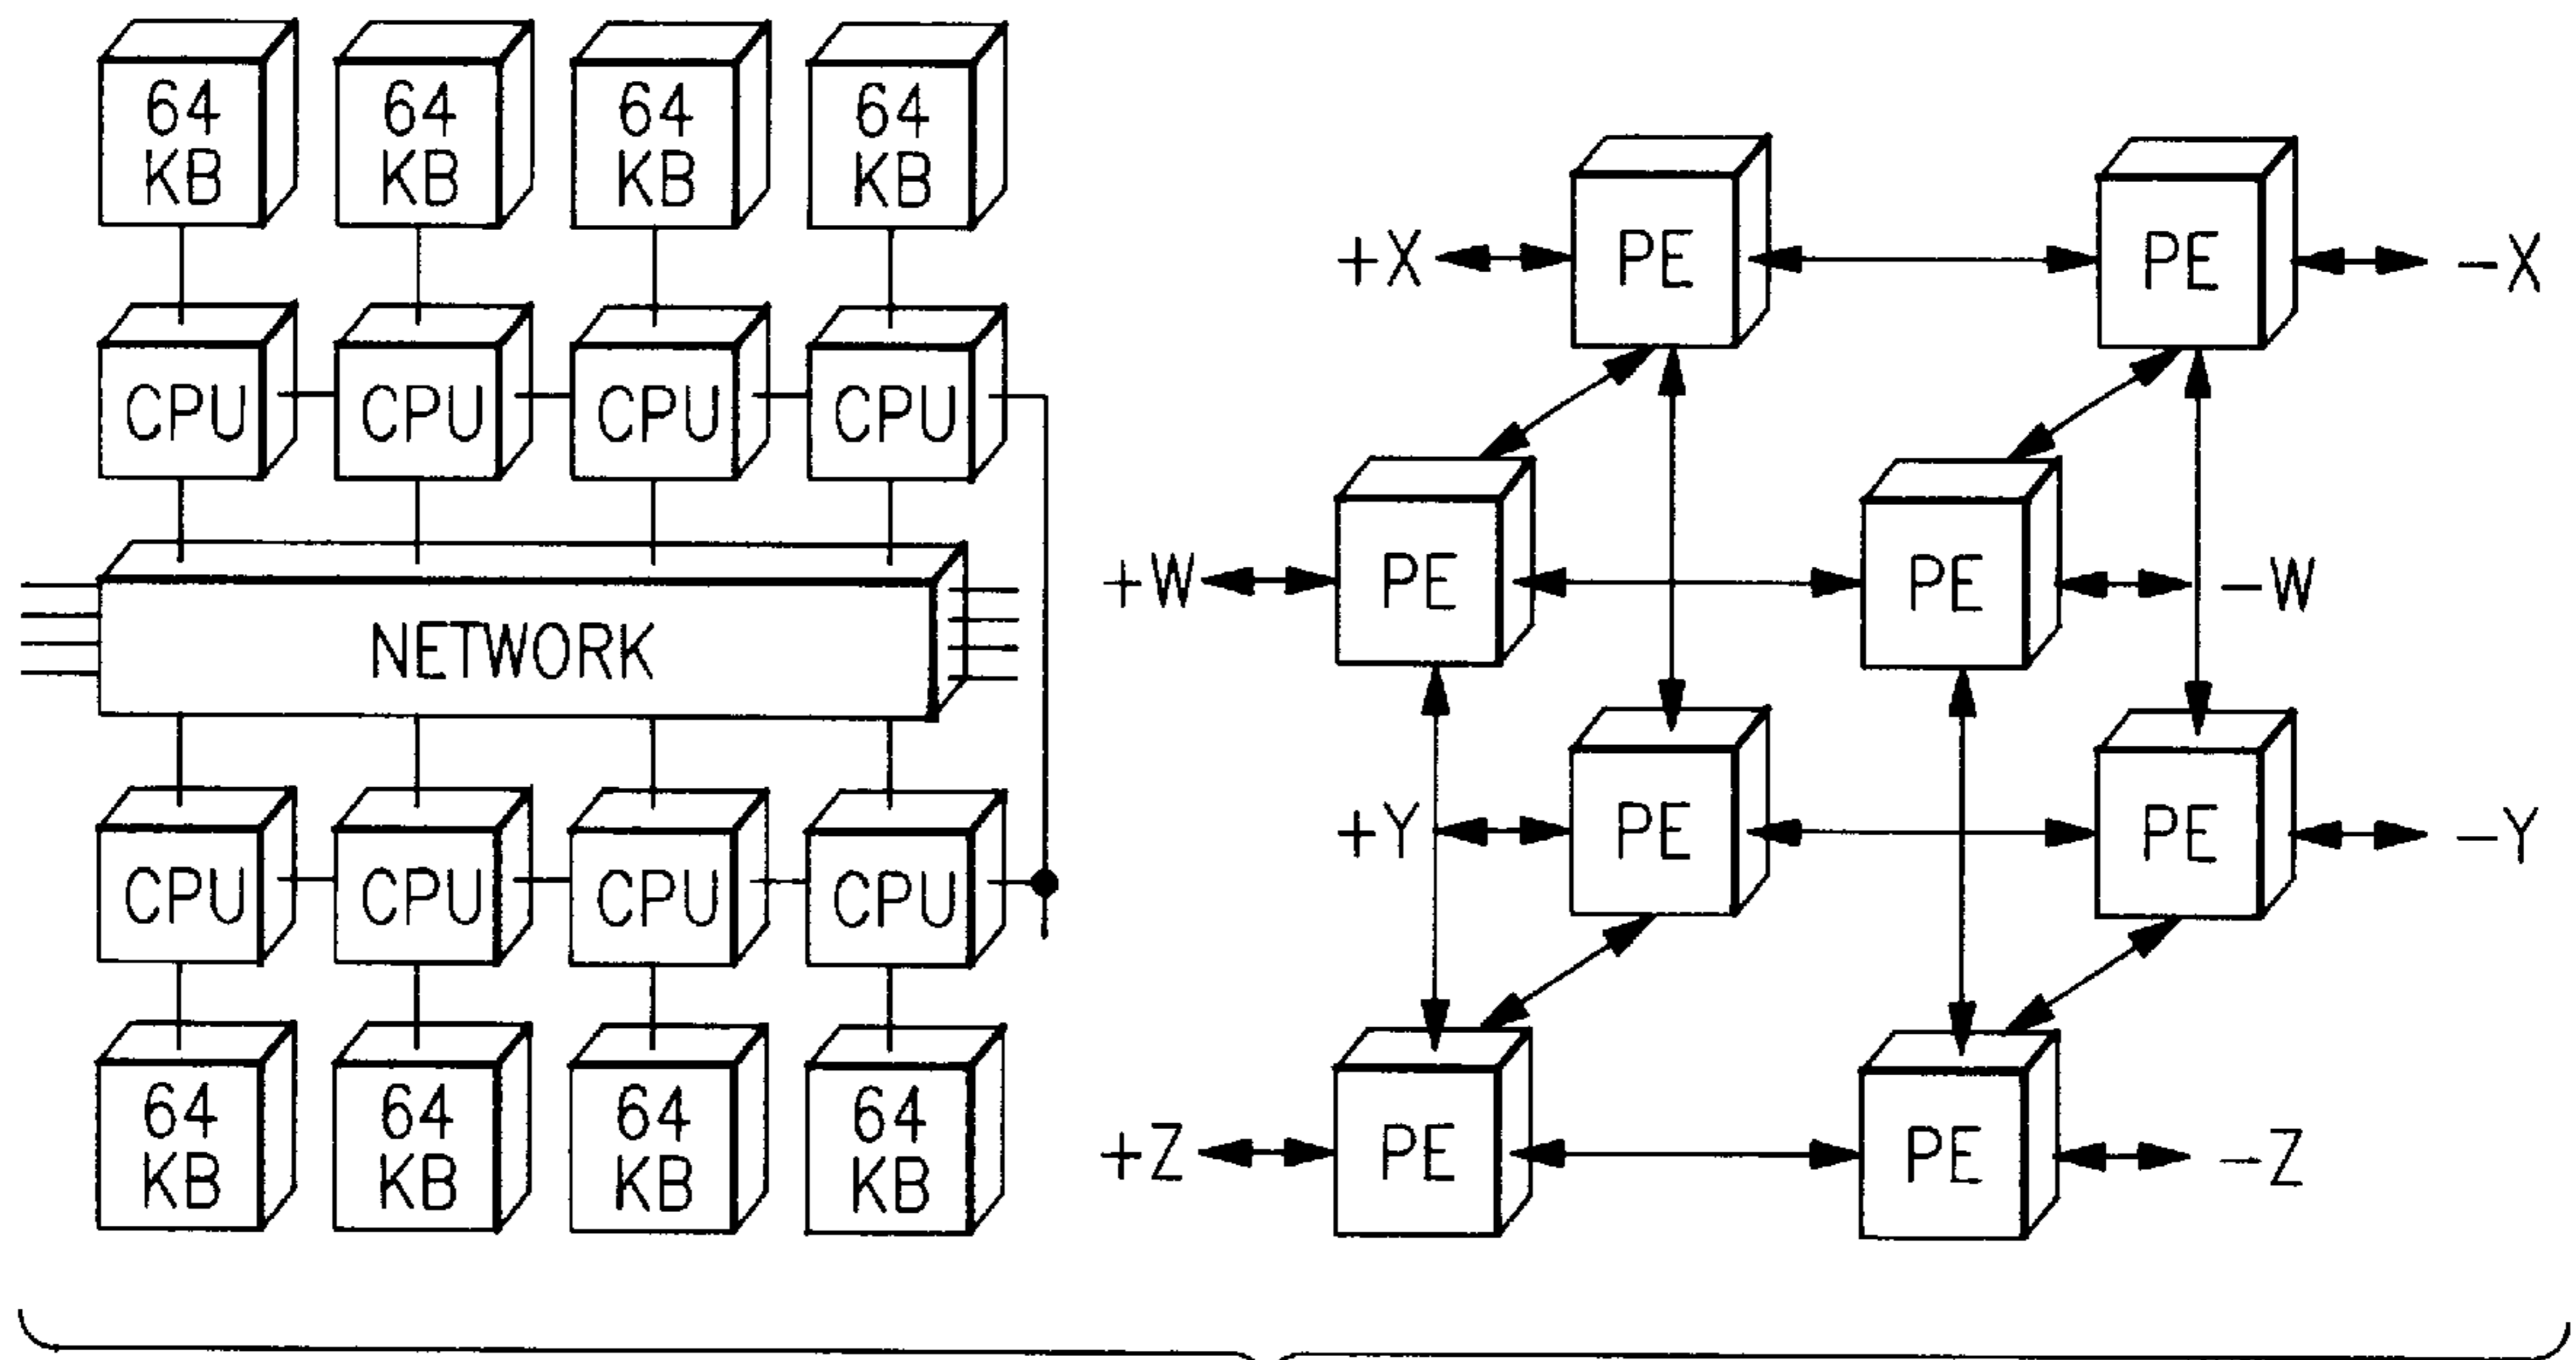 64 KB 64 KB 64 KB 64 KB
CPU CPU CPU CPU
NETWORK
CPU CPU CPU CPU
64 KB 64 KB 64 KB 64 KB
+X PE PE -X
+W PE PE -W
+Y PE PE -Y
+Z PE PE -Z